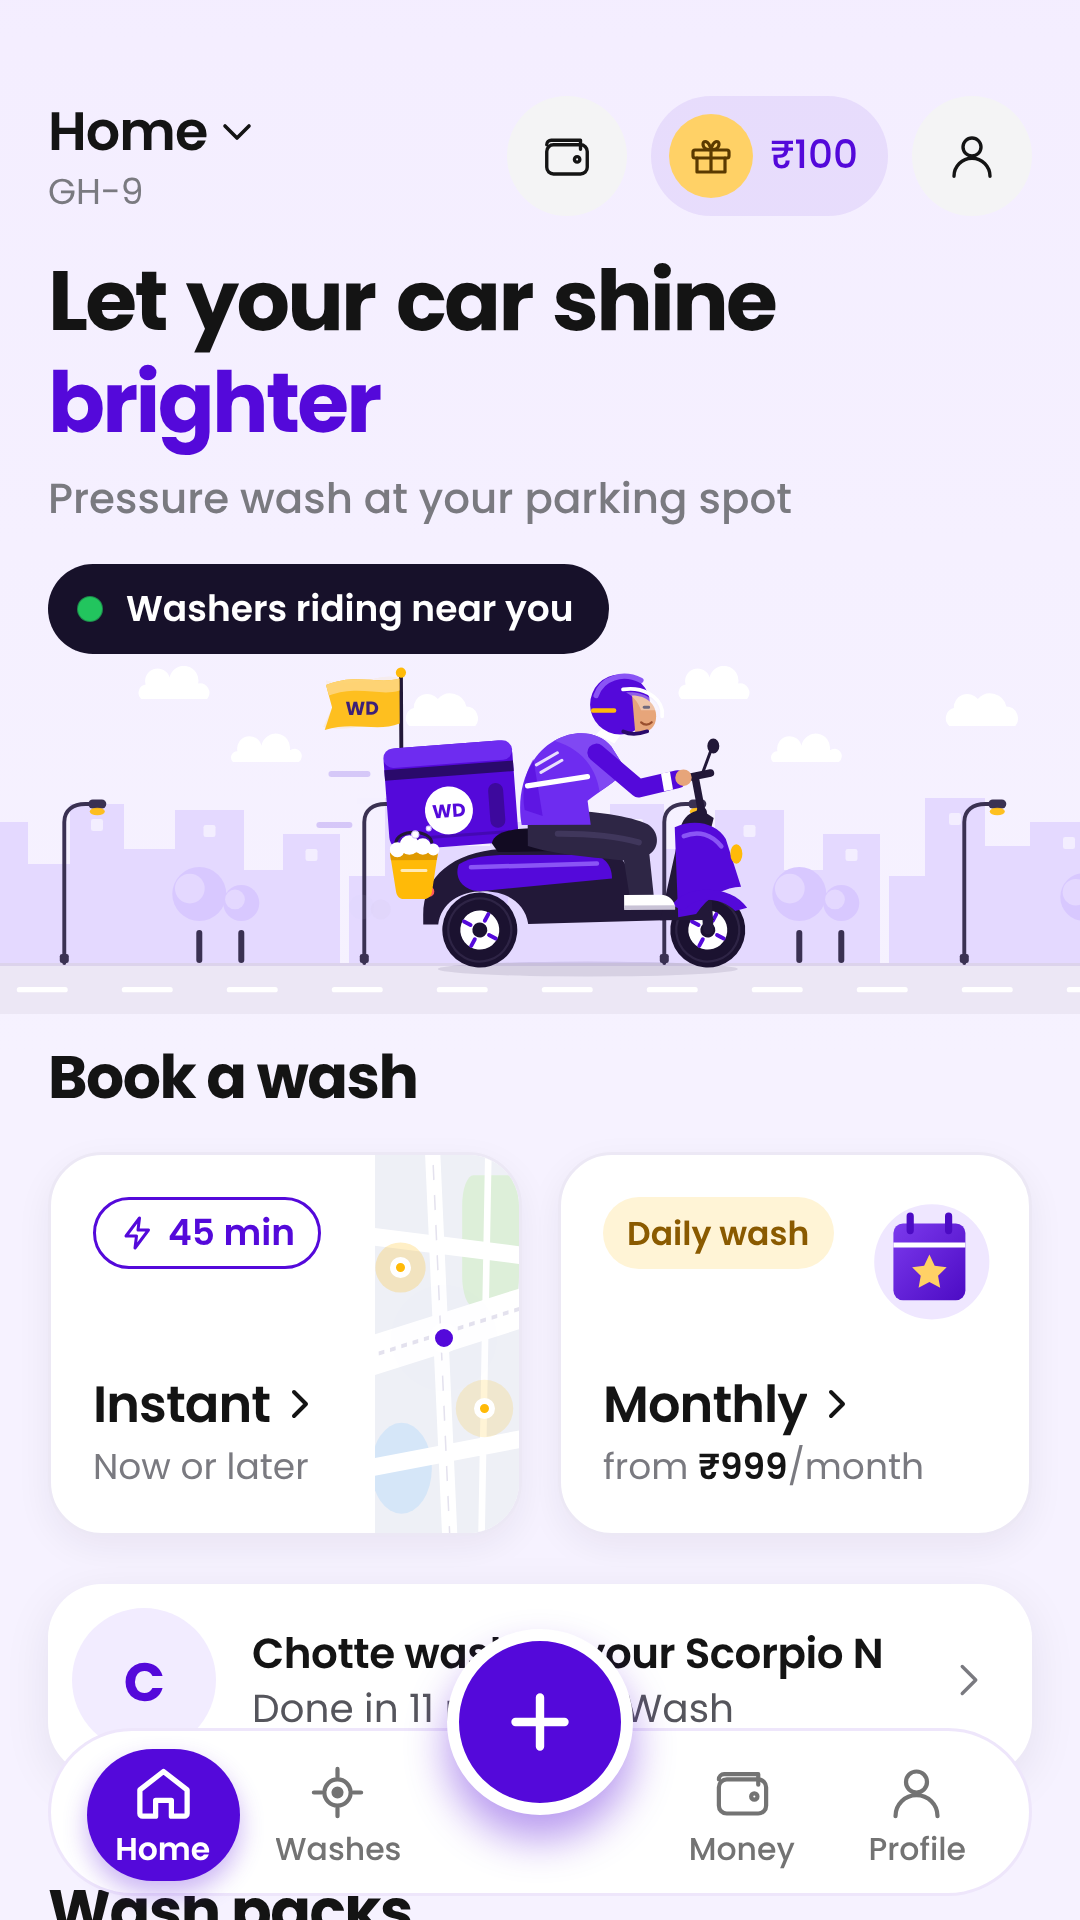 Home
GH-9
₹100
Let your car shine
brighter
Pressure wash at your parking spot
Washers riding near you
WD
WD
Book a wash
45 min
Instant
Now or later
Daily wash
Monthly
from ₹999/month
C
Chotte was your Scorpio N
Done in 11 Wash
Home
Washes
Money
Profile
Wash packs